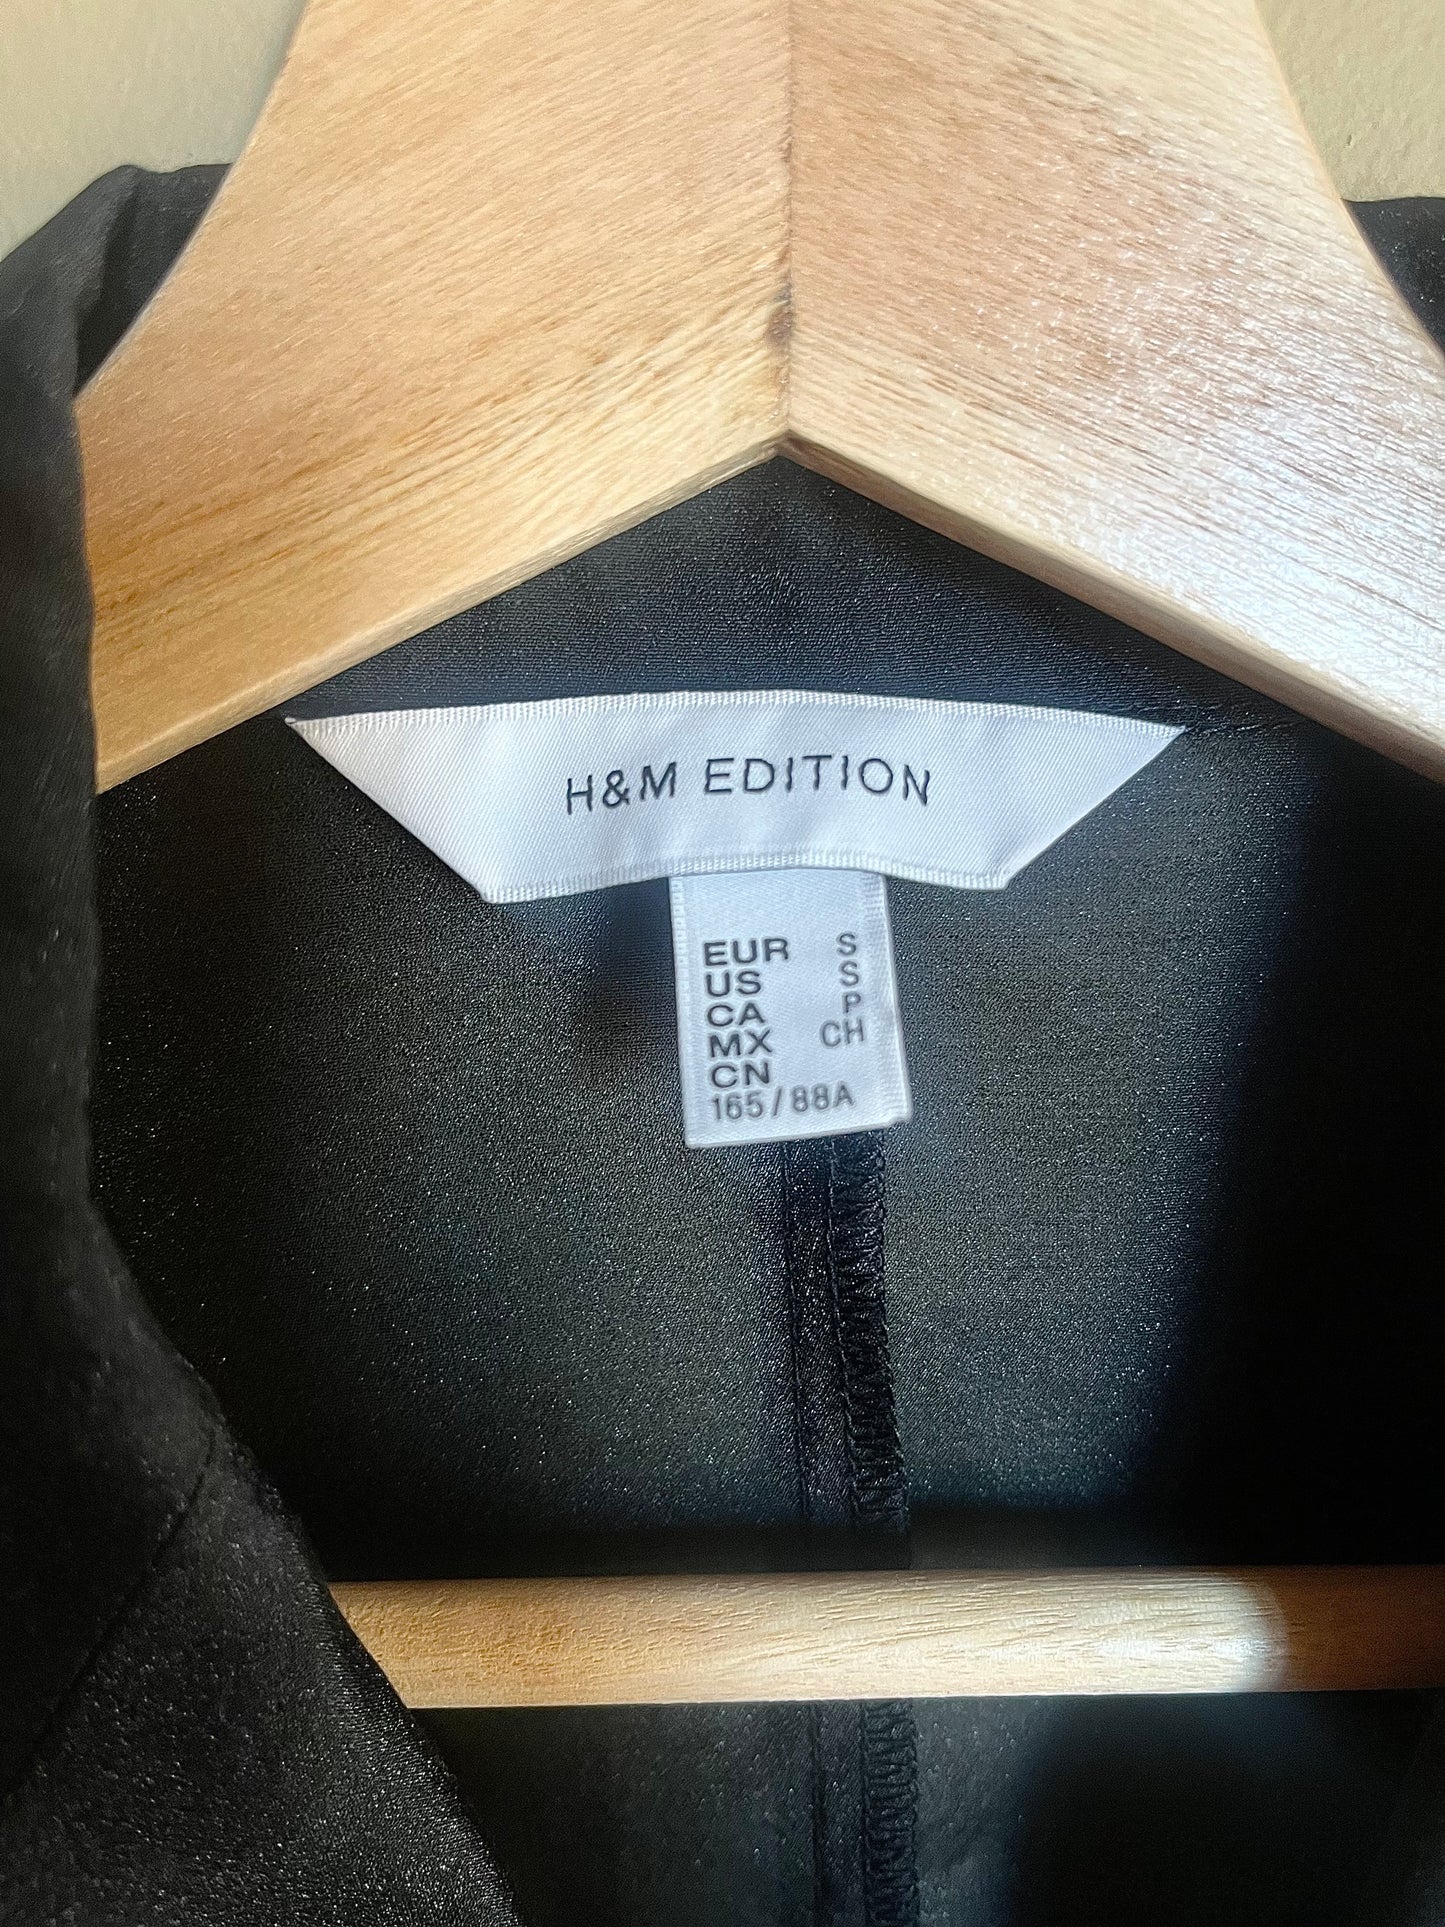 H&M EDITION
EUR S
US S
CA P
MX CH
CN
165/88A